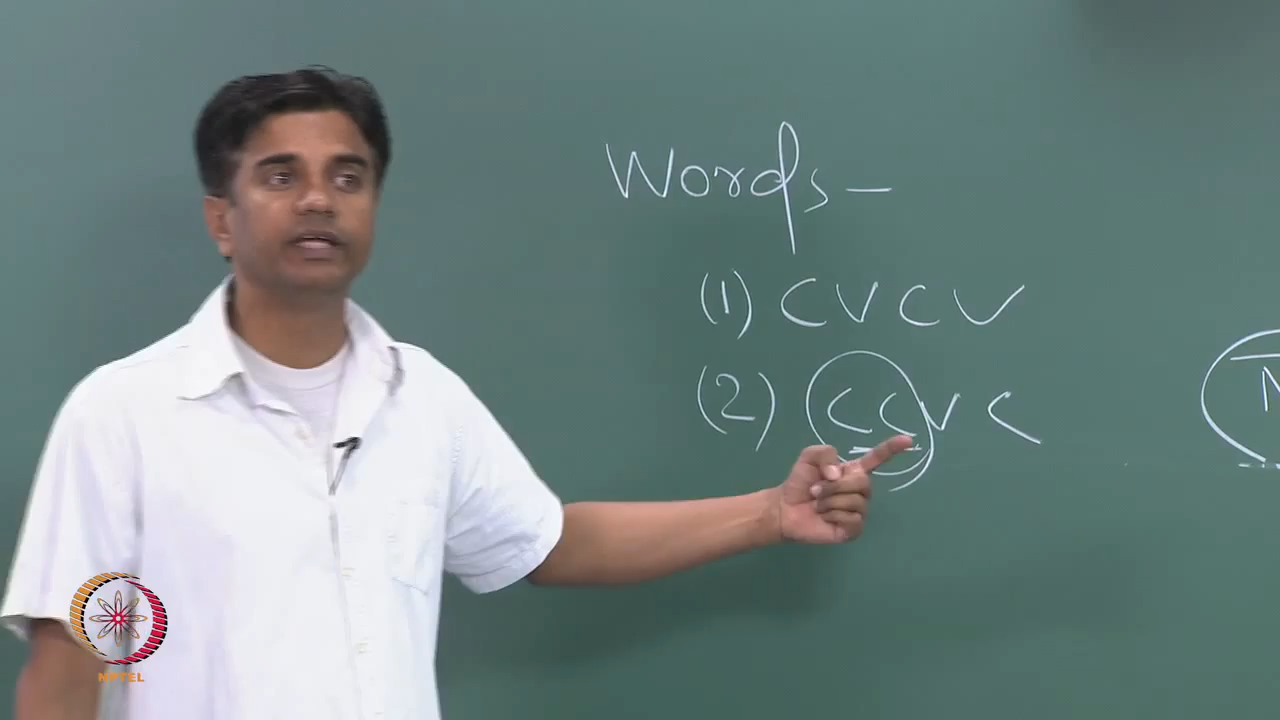 Words –
(1) CVCV
(2) CCVC
N
NPTEL